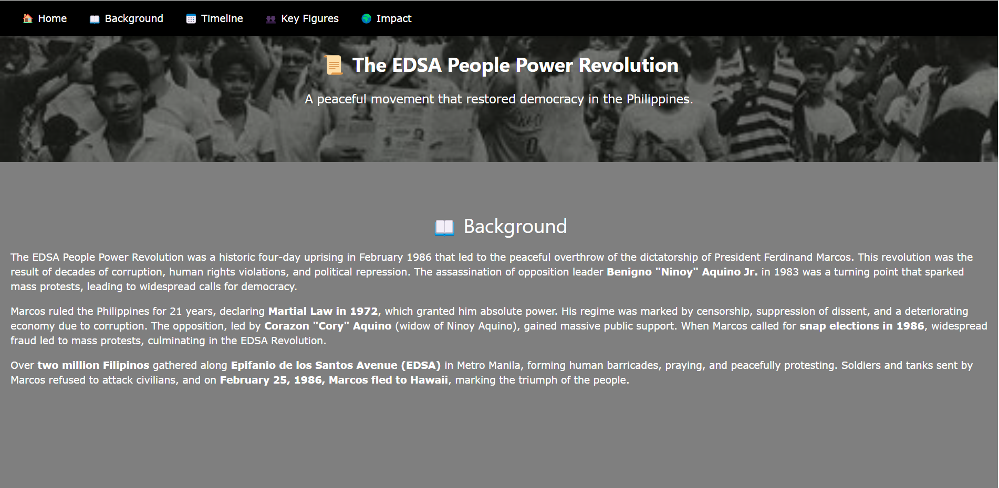 Home Background Timeline Key Figures Impact
The EDSA People Power Revolution
A peaceful movement that restored democracy in the Philippines.
Background
The EDSA People Power Revolution was a historic four-day uprising in February 1986 that led to the peaceful overthrow of the dictatorship of President Ferdinand Marcos. This revolution was the
result of decades of corruption, human rights violations, and political repression. The assassination of opposition leader Benigno "Ninoy" Aquino Jr. in 1983 was a turning point that sparked
mass protests, leading to widespread calls for democracy.
Marcos ruled the Philippines for 21 years, declaring Martial Law in 1972, which granted him absolute power. His regime was marked by censorship, suppression of dissent, and a deteriorating
economy due to corruption. The opposition, led by Corazon "Cory" Aquino (widow of Ninoy Aquino), gained massive public support. When Marcos called for snap elections in 1986, widespread
fraud led to mass protests, culminating in the EDSA Revolution.
Over two million Filipinos gathered along Epifanio de los Santos Avenue (EDSA) in Metro Manila, forming human barricades, praying, and peacefully protesting. Soldiers and tanks sent by
Marcos refused to attack civilians, and on February 25, 1986, Marcos fled to Hawaii, marking the triumph of the people.